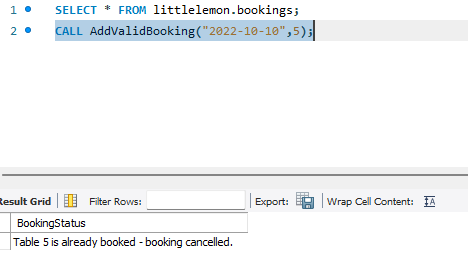 1 SELECT * FROM littlelemon.bookings;
2 CALL AddValidBooking("2022-10-10",5);
Result Grid Filter Rows: Export: Wrap Cell Content:
BookingStatus
Table 5 is already booked - booking cancelled.